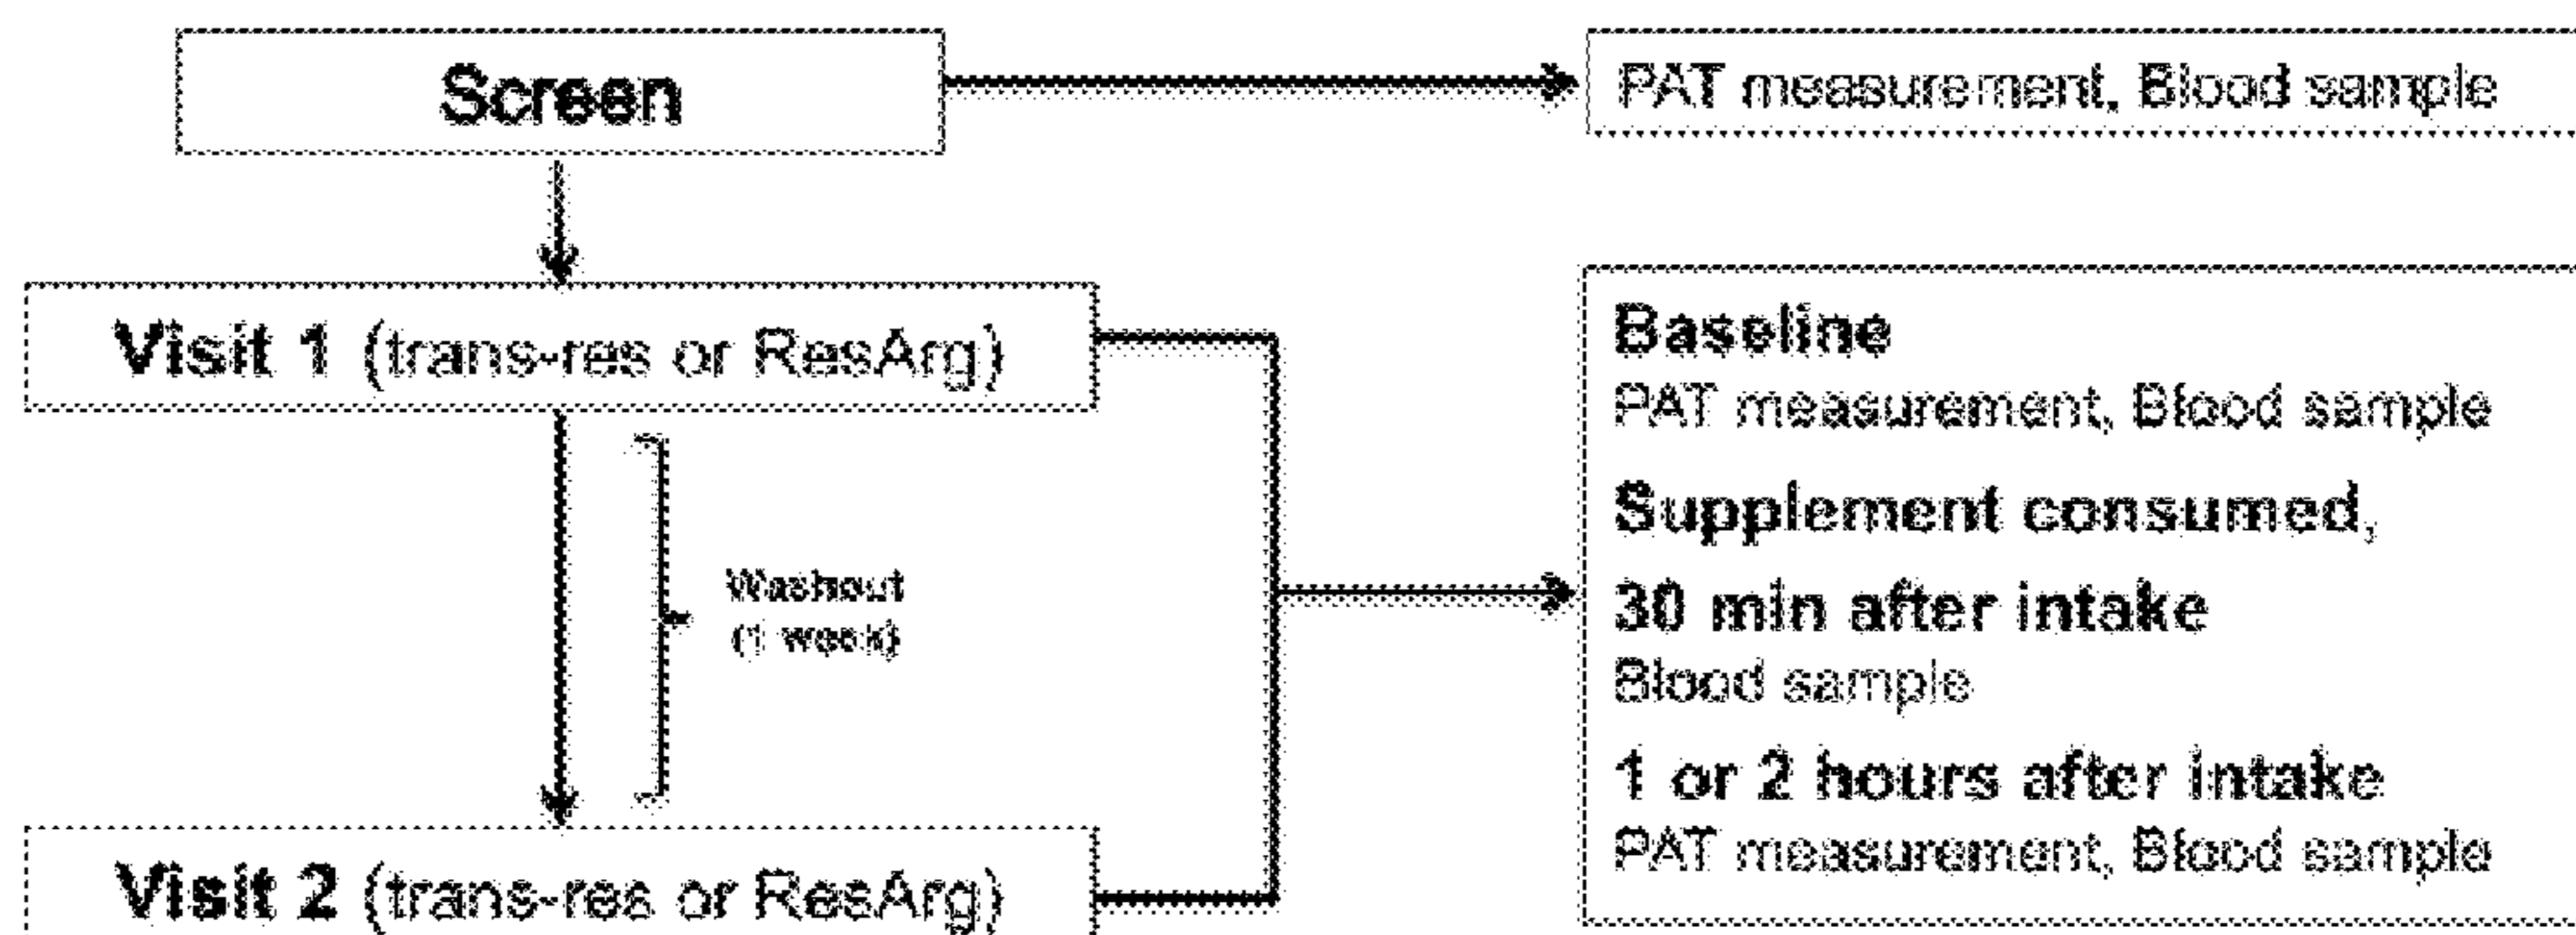 Screen
PAT measurement, Blood sample
Visit 1 (trans-res or ResArg)
Washout
(1 week)
Visit 2 (trans-res or ResArg)
Baseline
PAT measurement, Blood sample
Supplement consumed,
30 min after intake
Blood sample
1 or 2 hours after intake
PAT measurement, Blood sample